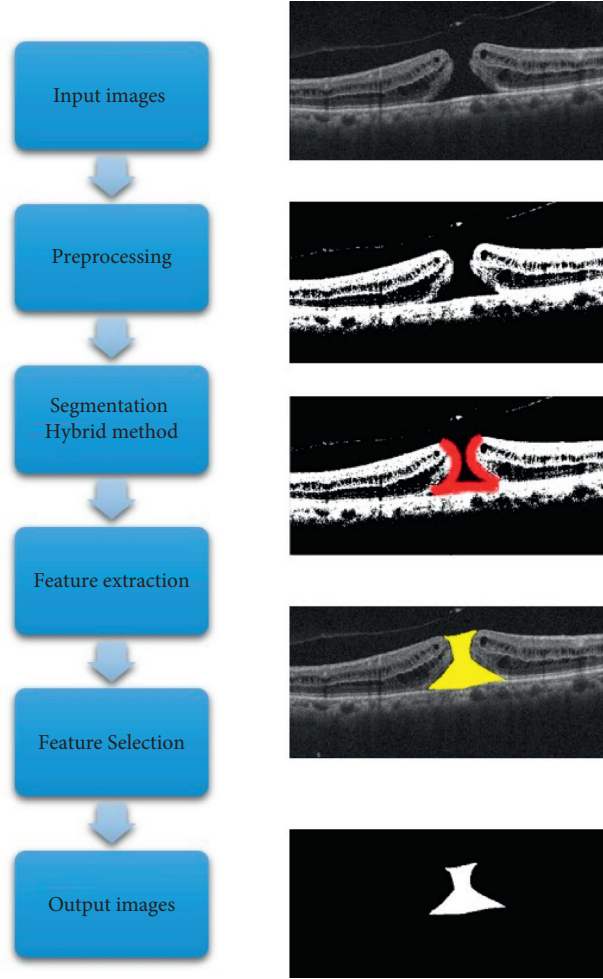 Input images
Preprocessing
Segmentation
Hybrid method
Feature extraction
Feature Selection
Output images